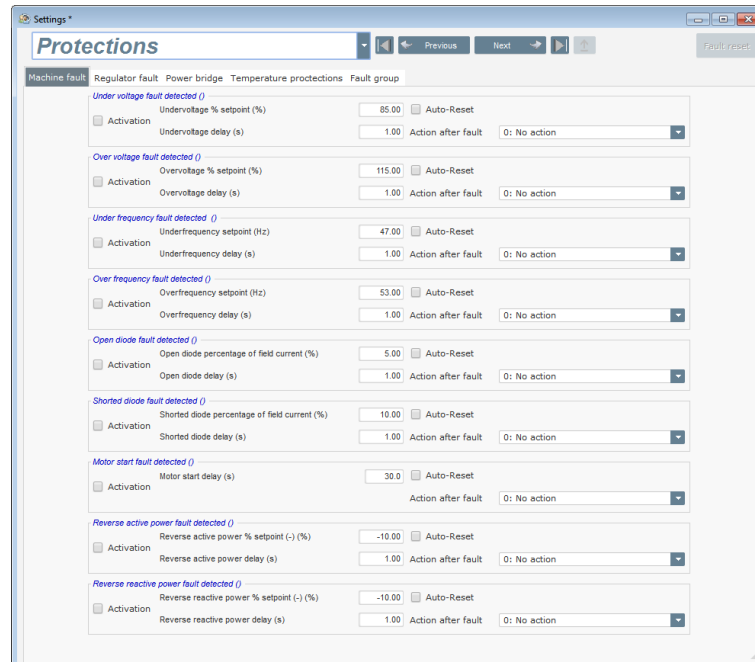 Settings *
Protections
Previous
Next
Fault reset
Machine fault Regulator fault Power bridge Temperature proctections Fault group
Under voltage fault detected ()
Activation
Undervoltage % setpoint (%) 85.00 Auto-Reset
Undervoltage delay (s) 1.00 Action after fault 0: No action
Over voltage fault detected ()
Activation
Overvoltage % setpoint (%) 115.00 Auto-Reset
Overvoltage delay (s) 1.00 Action after fault 0: No action
Under frequency fault detected ()
Activation
Underfrequency setpoint (Hz) 47.00 Auto-Reset
Underfrequency delay (s) 1.00 Action after fault 0: No action
Over frequency fault detected ()
Activation
Overfrequency setpoint (Hz) 53.00 Auto-Reset
Overfrequency delay (s) 1.00 Action after fault 0: No action
Open diode fault detected ()
Activation
Open diode percentage of field current (%) 5.00 Auto-Reset
Open diode delay (s) 1.00 Action after fault 0: No action
Shorted diode fault detected ()
Activation
Shorted diode percentage of field current (%) 10.00 Auto-Reset
Shorted diode delay (s) 1.00 Action after fault 0: No action
Motor start fault detected ()
Activation
Motor start delay (s) 30.0 Auto-Reset
Action after fault 0: No action
Reverse active power fault detected ()
Activation
Reverse active power % setpoint (-) (%) -10.00 Auto-Reset
Reverse active power delay (s) 1.00 Action after fault 0: No action
Reverse reactive power fault detected ()
Activation
Reverse reactive power % setpoint (-) (%) -10.00 Auto-Reset
Reverse reactive power delay (s) 1.00 Action after fault 0: No action